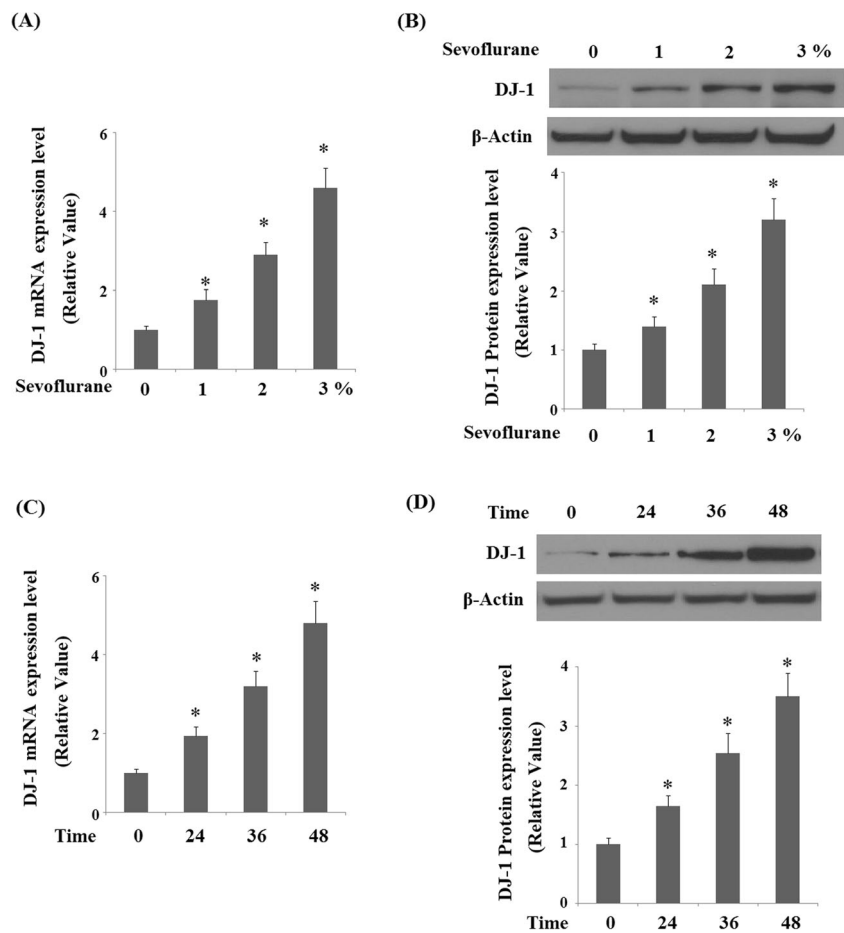 (A)
DJ-1 mRNA expression level
(Relative Value)
6
4
2
0
*
*
*
Sevoflurane 0 1 2 3 %
(B)
Sevoflurane 0 1 2 3 %
DJ-1
β-Actin
DJ-1 Protein expression level
(Relative Value)
4
3
2
1
0
*
*
*
Sevoflurane 0 1 2 3 %
(C)
DJ-1 mRNA expression level
(Relative Value)
6
4
2
0
*
*
*
Time 0 24 36 48
(D)
Time 0 24 36 48
DJ-1
β-Actin
DJ-1 Protein expression level
(Relative Value)
4
3
2
1
0
*
*
*
Time 0 24 36 48